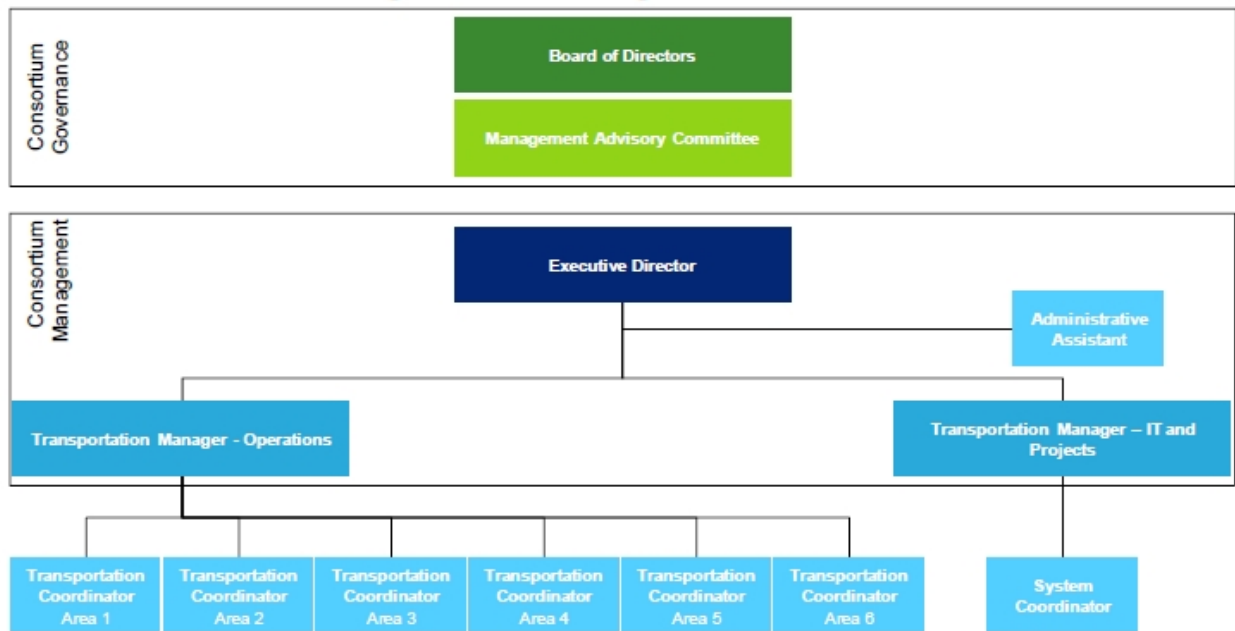 Consortium
Governance
Board of Directors
Management Advisory Committee
Consortium
Management
Executive Director
Administrative
Assistant
Transportation Manager - Operations
Transportation Manager – IT and
Projects
Transportation
Coordinator
Area 1
Transportation
Coordinator
Area 2
Transportation
Coordinator
Area 3
Transportation
Coordinator
Area 4
Transportation
Coordinator
Area 5
Transportation
Coordinator
Area 6
System
Coordinator